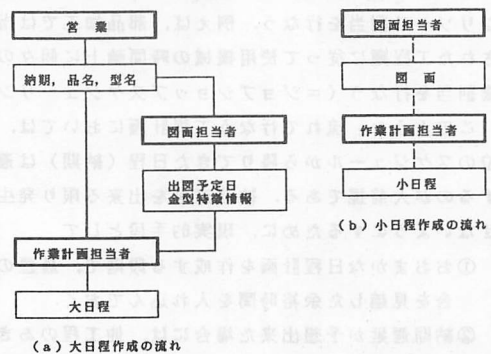 営業
納期，品名，型名
図面担当者
出図予定日
金型特徴情報
作業計画担当者
大日程
(a) 大日程作成の流れ
図面担当者
図面
作業計画担当者
小日程
(b) 小日程作成の流れ